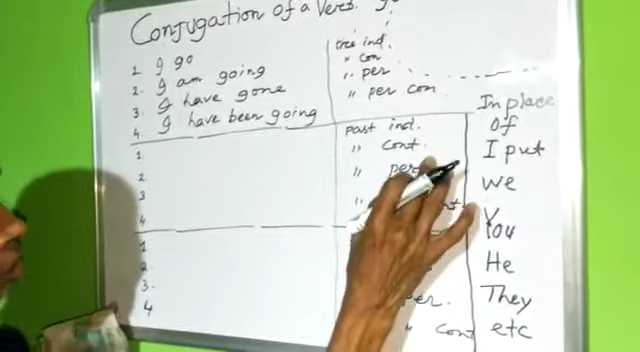 Conjugation of a Verb.
1 I go
2. I am going
3. I have gone
4 I have been going
pres ind.
" con
" per
" per con.
1
2
3
4
past ind.
" cont.
" per
1
2
3.
4
per.
" cont
In place
Of
I put
We
You
He
They
etc